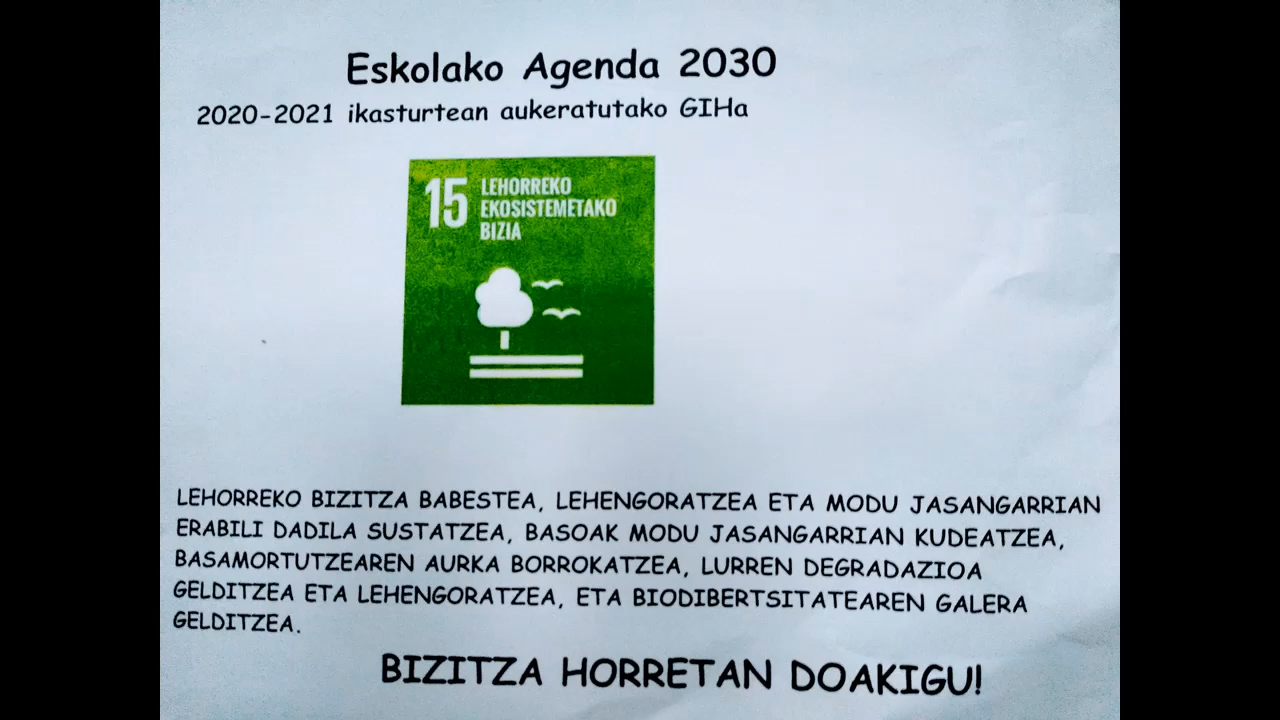 Eskolako Agenda 2030
2020-2021 ikasturtean aukeratutako GIHa
15 LEHORREKO
EKOSISTEMETAKO
BIZIA
LEHORREKO BIZITZA BABESTEA, LEHENGORATZEA ETA MODU JASANGARRIAN
ERABILI DADILA SUSTATZEA, BASOAK MODU JASANGARRIAN KUDEATZEA,
BASAMORTUTZEAREN AURKA BORROKATZEA, LURREN DEGRADAZIOA
GELDITZEA ETA LEHENGORATZEA, ETA BIODIBERTSITATEAREN GALERA
GELDITZEA.
BIZITZA HORRETAN DOAKIGU!